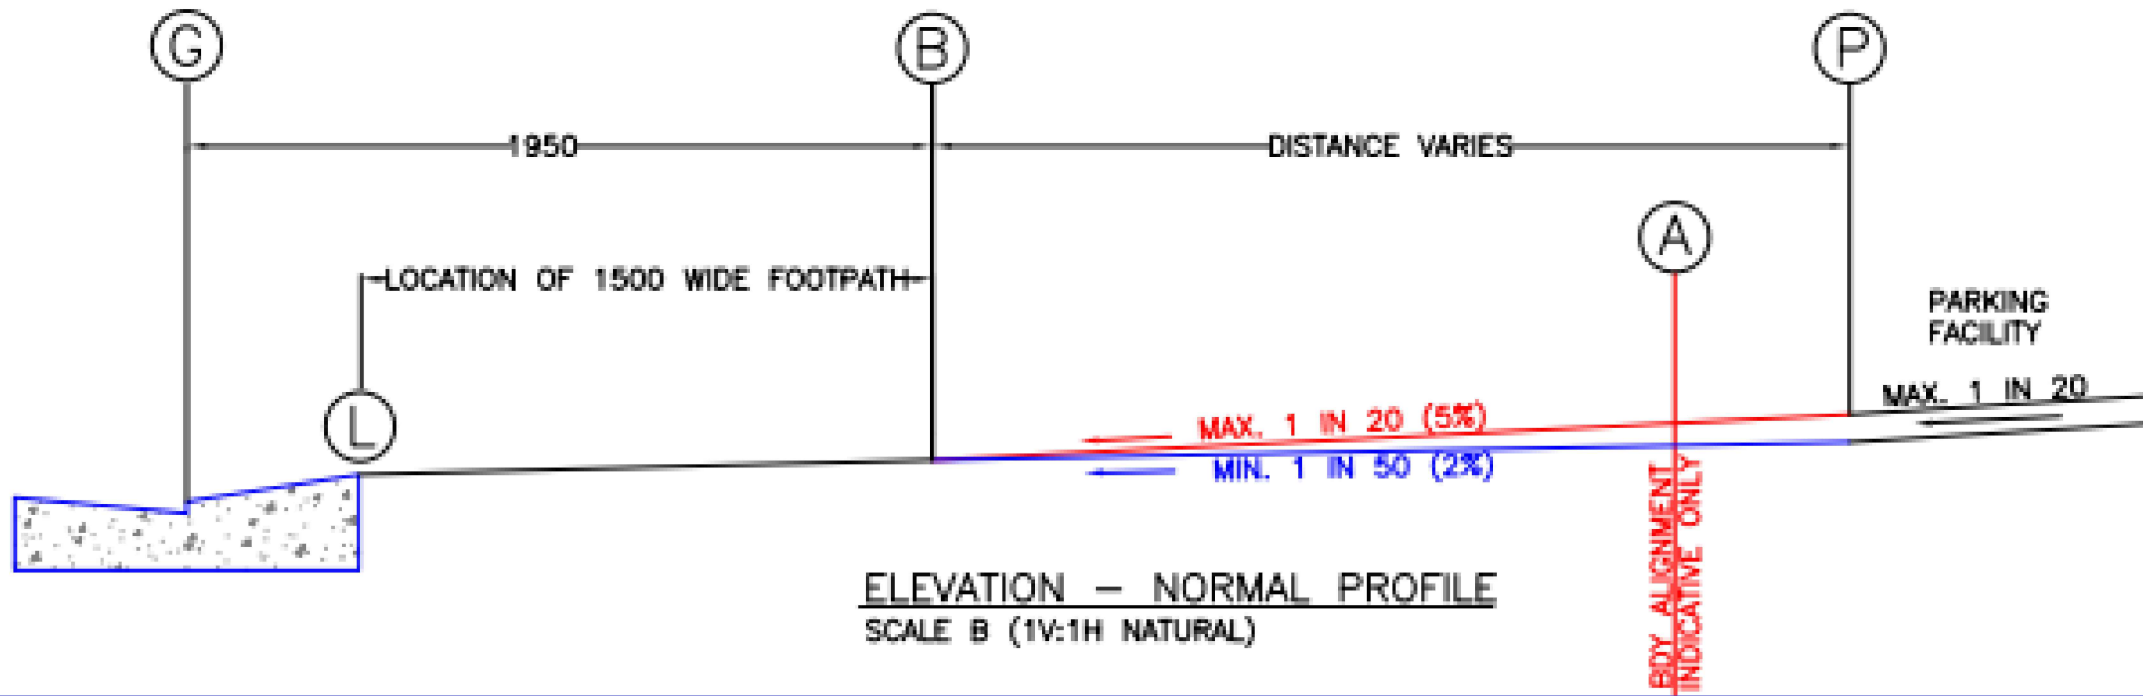 G
B
P
1950
DISTANCE VARIES
A
LOCATION OF 1500 WIDE FOOTPATH
PARKING
FACILITY
MAX. 1 IN 20
L
MAX. 1 IN 20 (5%)
MIN. 1 IN 50 (2%)
BDY ALIGNMENT
INDICATIVE ONLY
ELEVATION – NORMAL PROFILE
SCALE B (1V:1H NATURAL)